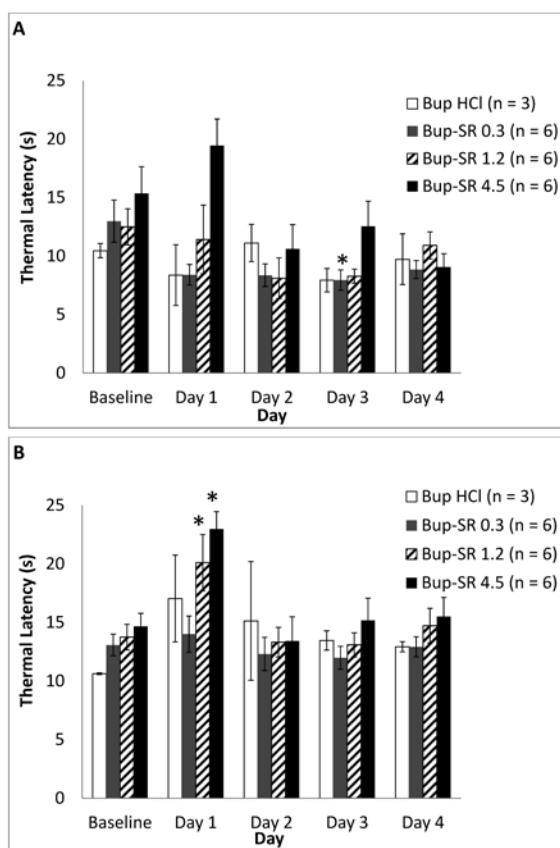 A
25
20
15
10
5
0
Thermal Latency (s)
Bup HCl (n = 3)
Bup-SR 0.3 (n = 6)
Bup-SR 1.2 (n = 6)
Bup-SR 4.5 (n = 6)
*
Baseline Day 1 Day 2 Day 3 Day 4
Day
B
25
20
15
10
5
0
Thermal Latency (s)
Bup HCl (n = 3)
Bup-SR 0.3 (n = 6)
Bup-SR 1.2 (n = 6)
Bup-SR 4.5 (n = 6)
* *
Baseline Day 1 Day 2 Day 3 Day 4
Day